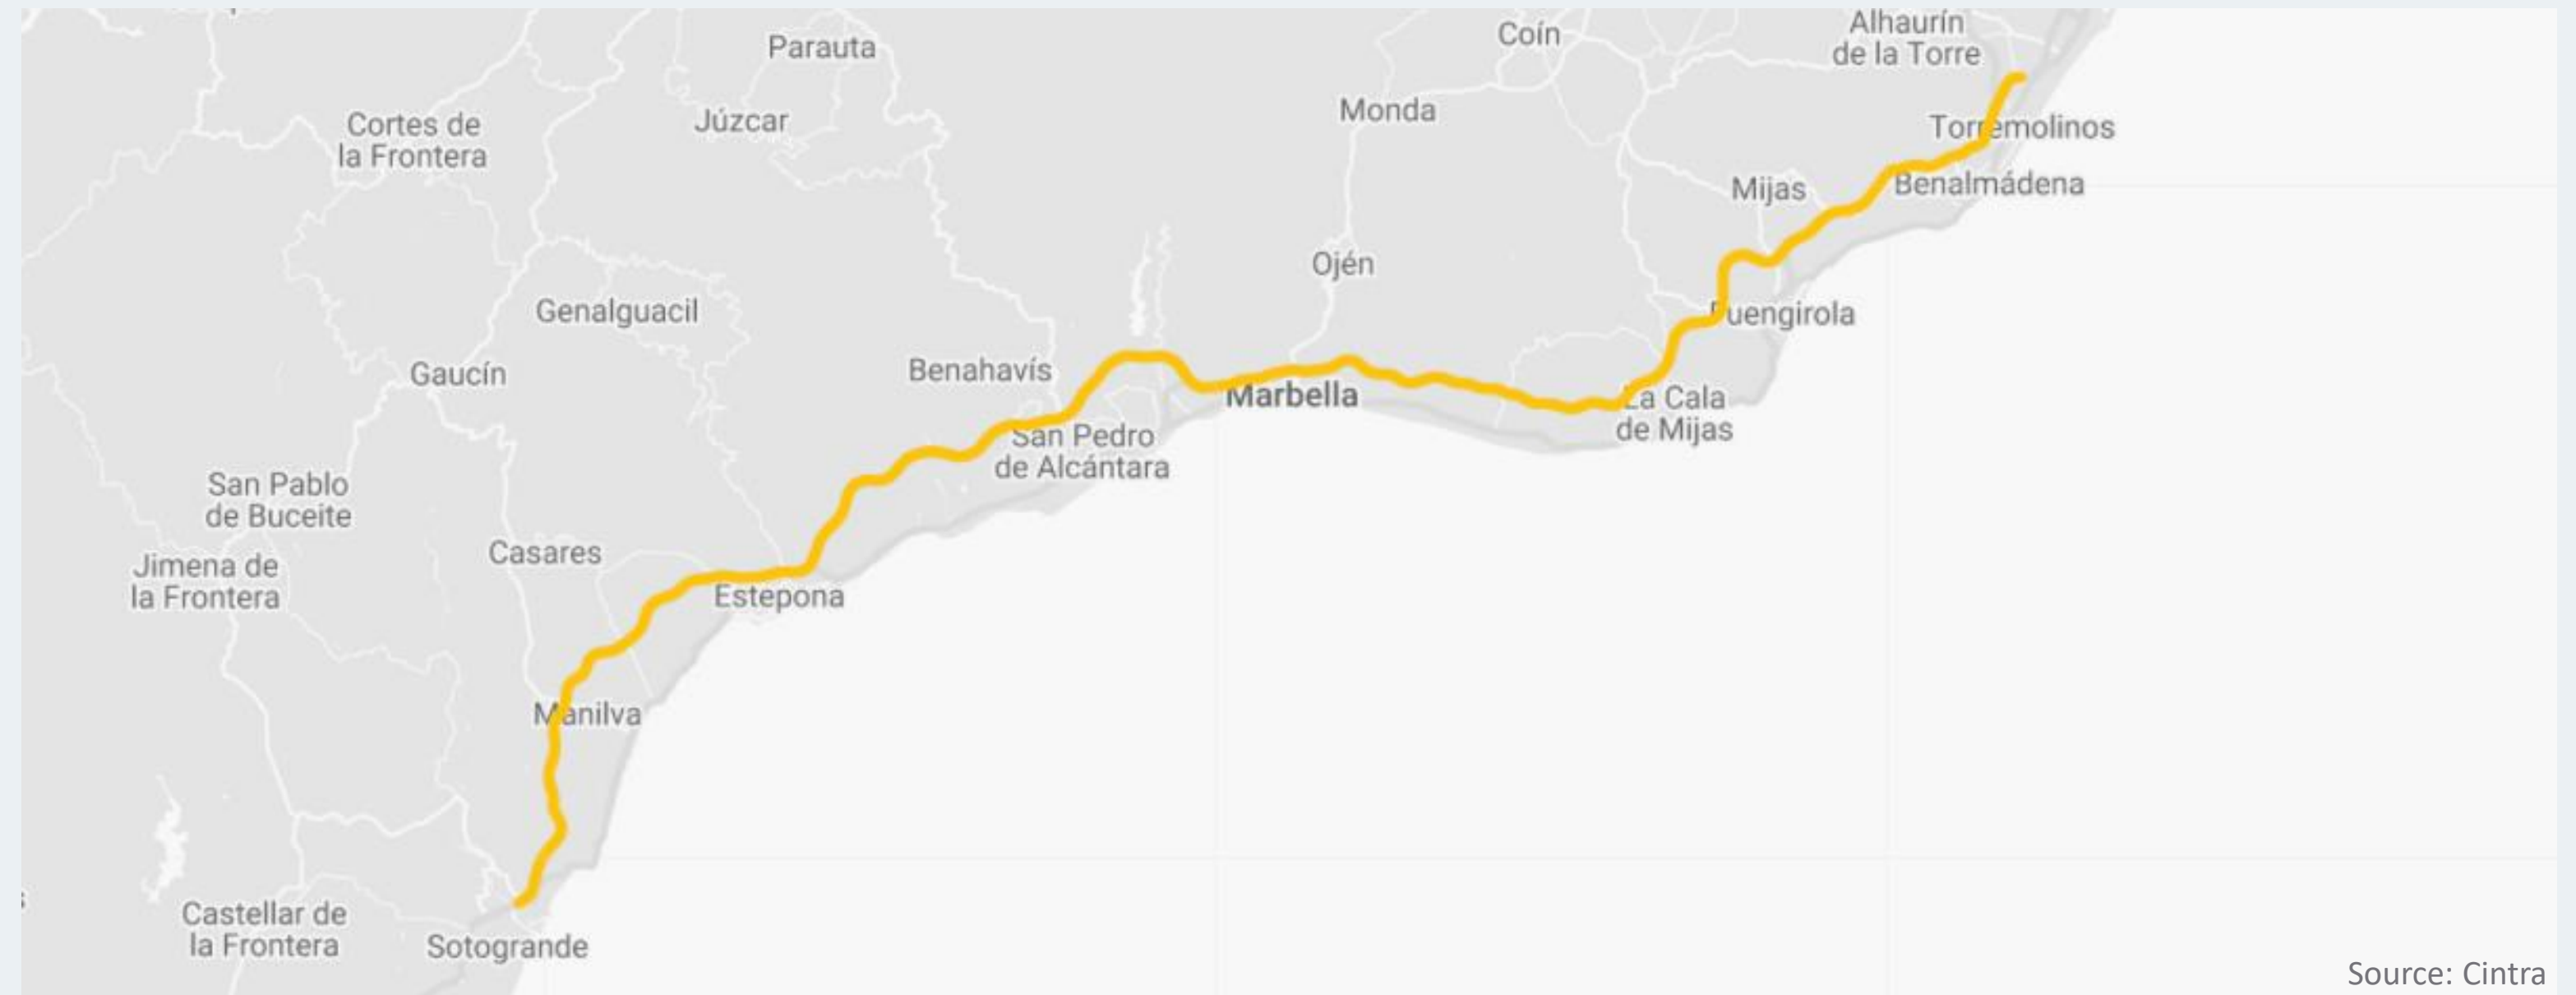 Parauta
Coín
Alhaurín
de la Torre
Monda
Júzcar
Cortes de
la Frontera
Torremolinos
Mijas
Benalmádena
Ojén
Genalguacil
Fuengirola
Benahavís
Gaucín
Marbella
La Cala
de Mijas
San Pedro
de Alcántara
San Pablo
de Buceite
Casares
Jimena de
la Frontera
Estepona
Manilva
Castellar de
la Frontera
Sotogrande
Source: Cintra